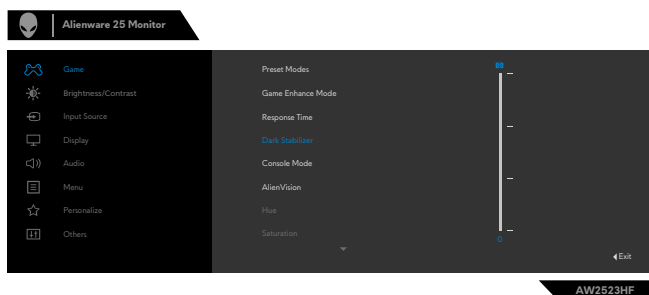 Alienware 25 Monitor
Game
Brightness/Contrast
Input Source
Display
Audio
Menu
Personalize
Others
Preset Modes
Game Enhance Mode
Response Time
Dark Stabilizer
Console Mode
AlienVision
Hue
Saturation
0
Exit
AW2523HF